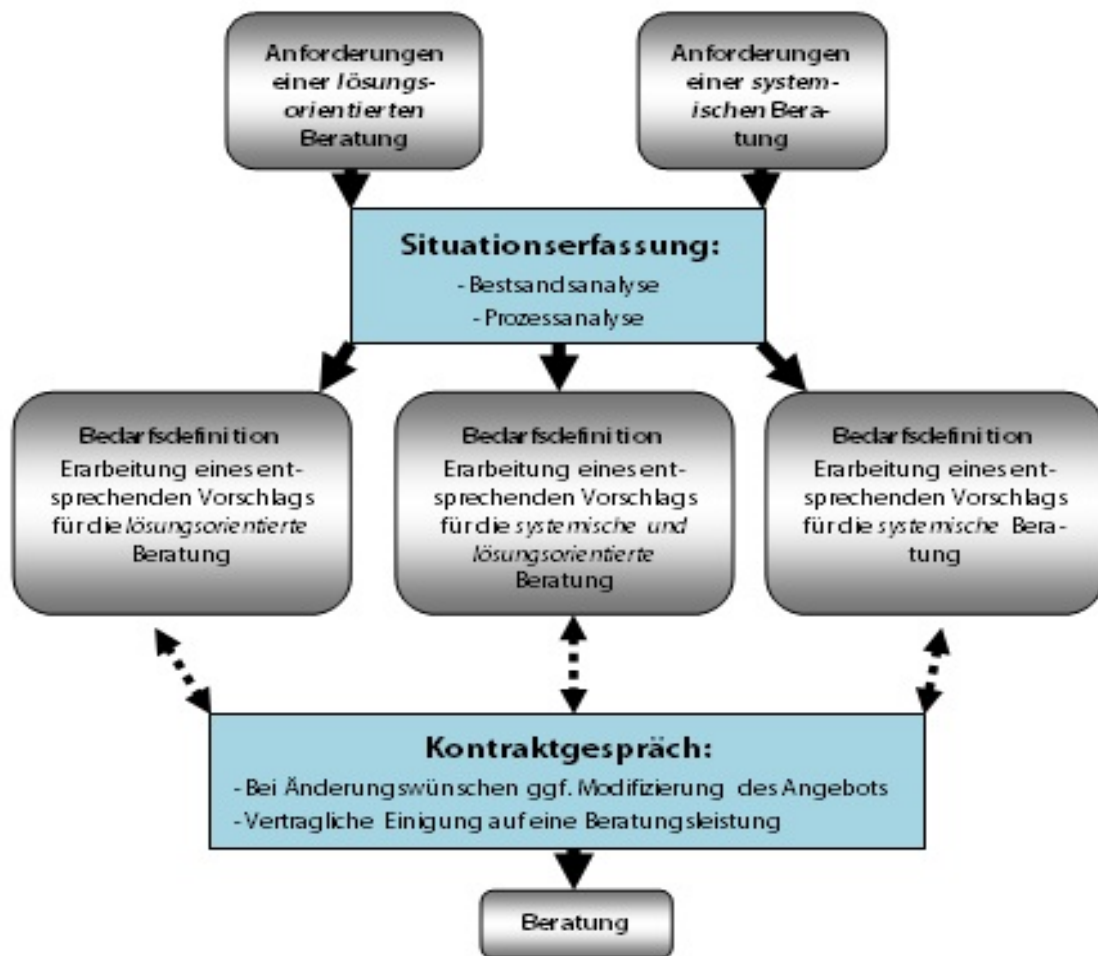 Anforderungen
einer lösungs-
orientierten
Beratung
Anforderungen
einer system-
ischen Bera-
tung
Situationserfassung:
- Bestsandsanalyse
- Prozessanalyse
Bedarfsdefinition
Erarbeitung eines ent-
sprechenden Vorschlags
für die lösungsorientierte
Beratung
Bedarfsdefinition
Erarbeitung eines ent-
sprechenden Vorschlags
für die systemische und
lösungsorientierte
Beratung
Bedarfsdefinition
Erarbeitung eines ent-
sprechenden Vorschlags
für die systemische Bera-
tung
Kontraktgespräch:
- Bei Änderungswünschen ggf. Modifizierung des Angebots
- Vertragliche Einigung auf eine Beratungsleistung
Beratung